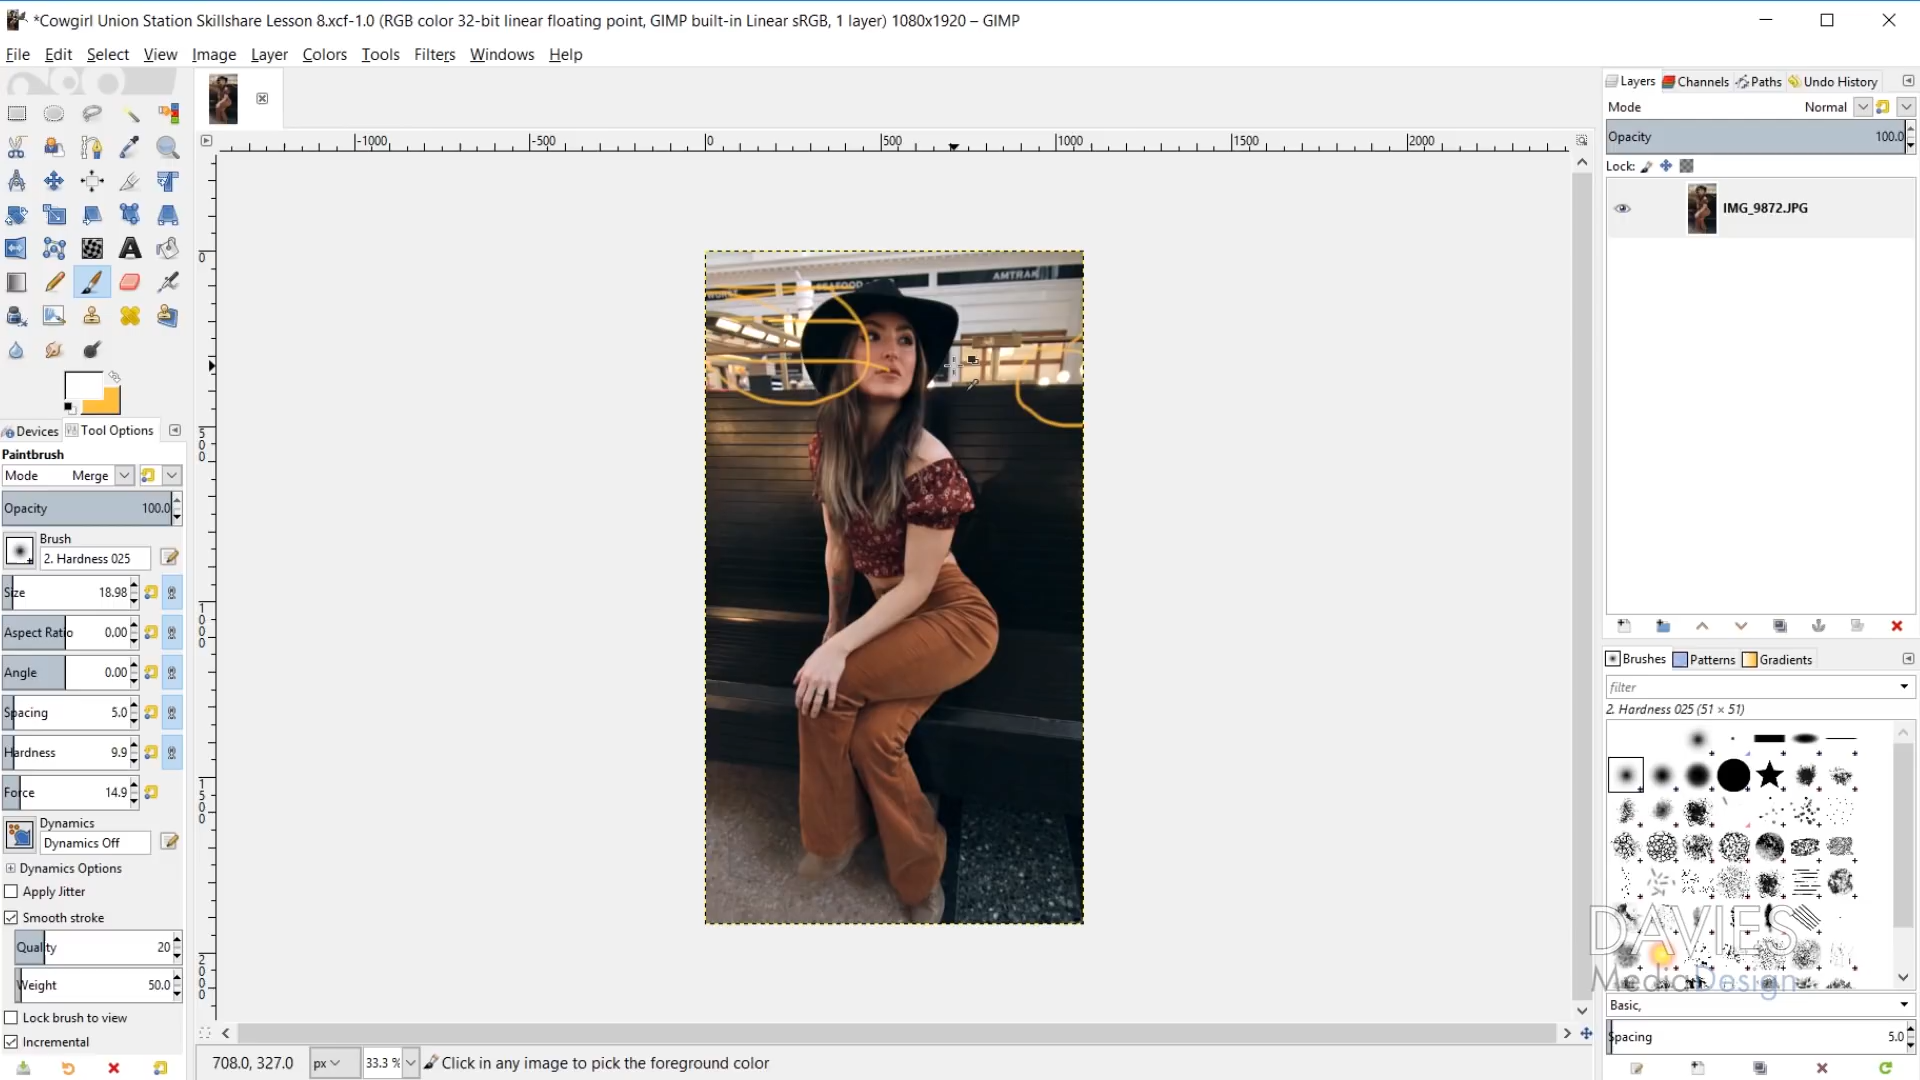 *Cowgirl Union Station Skillshare Lesson 8.xcf-1.0 (RGB color 32-bit linear floating point, GIMP built-in Linear sRGB, 1 layer) 1080x1920 – GIMP
File Edit Select View Image Layer Colors Tools Filters Windows Help
Layers Channels Paths Undo History
Mode Normal
Opacity 100.0
Lock:
IMG_9872.JPG
-1000 -500 0 500 1000 1500 2000
0
500
1000
1500
2000
SEAFOOD
AMTRAK
Devices Tool Options
Paintbrush
Mode Merge
Opacity 100.0
Brush
2. Hardness 025
Size 18.98
Aspect Ratio 0.00
Angle 0.00
Spacing 5.0
Hardness 9.9
Force 14.9
Dynamics
Dynamics Off
Dynamics Options
Apply Jitter
Smooth stroke
Quality 20
Weight 50.0
Lock brush to view
Incremental
Brushes Patterns Gradients
filter
2. Hardness 025 (51 × 51)
DAVIES
MediaDesign
Basic,
Spacing 5.0
708.0, 327.0 px 33.3 % Click in any image to pick the foreground color